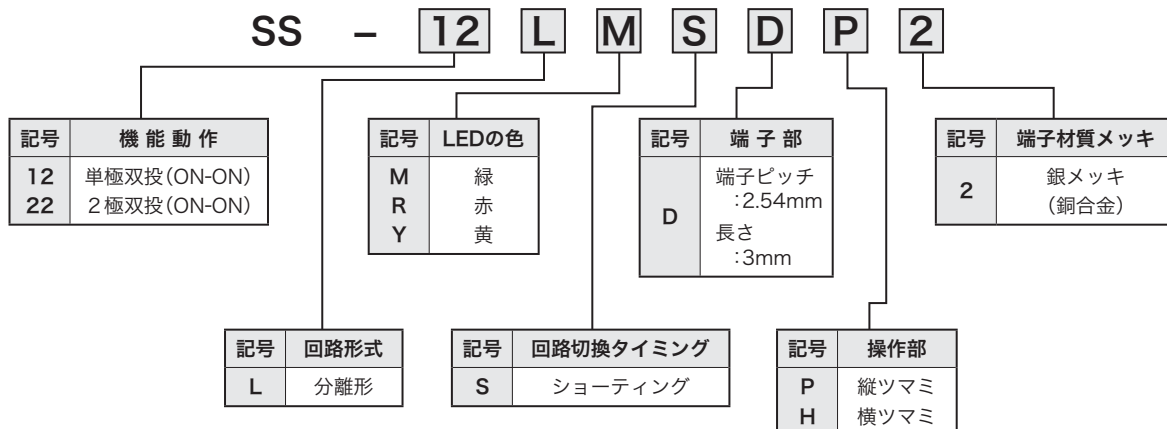 SS – 12 L M S D P 2
記号 機能動作
12 単極双投(ON-ON)
22 2極双投(ON-ON)
記号 LEDの色
M 緑
R 赤
Y 黄
記号 端子部
D 端子ピッチ
:2.54mm
長さ
:3mm
記号 端子材質メッキ
2 銀メッキ
(銅合金)
記号 回路形式
L 分離形
記号 回路切換タイミング
S ショーティング
記号 操作部
P 縦ツマミ
H 横ツマミ